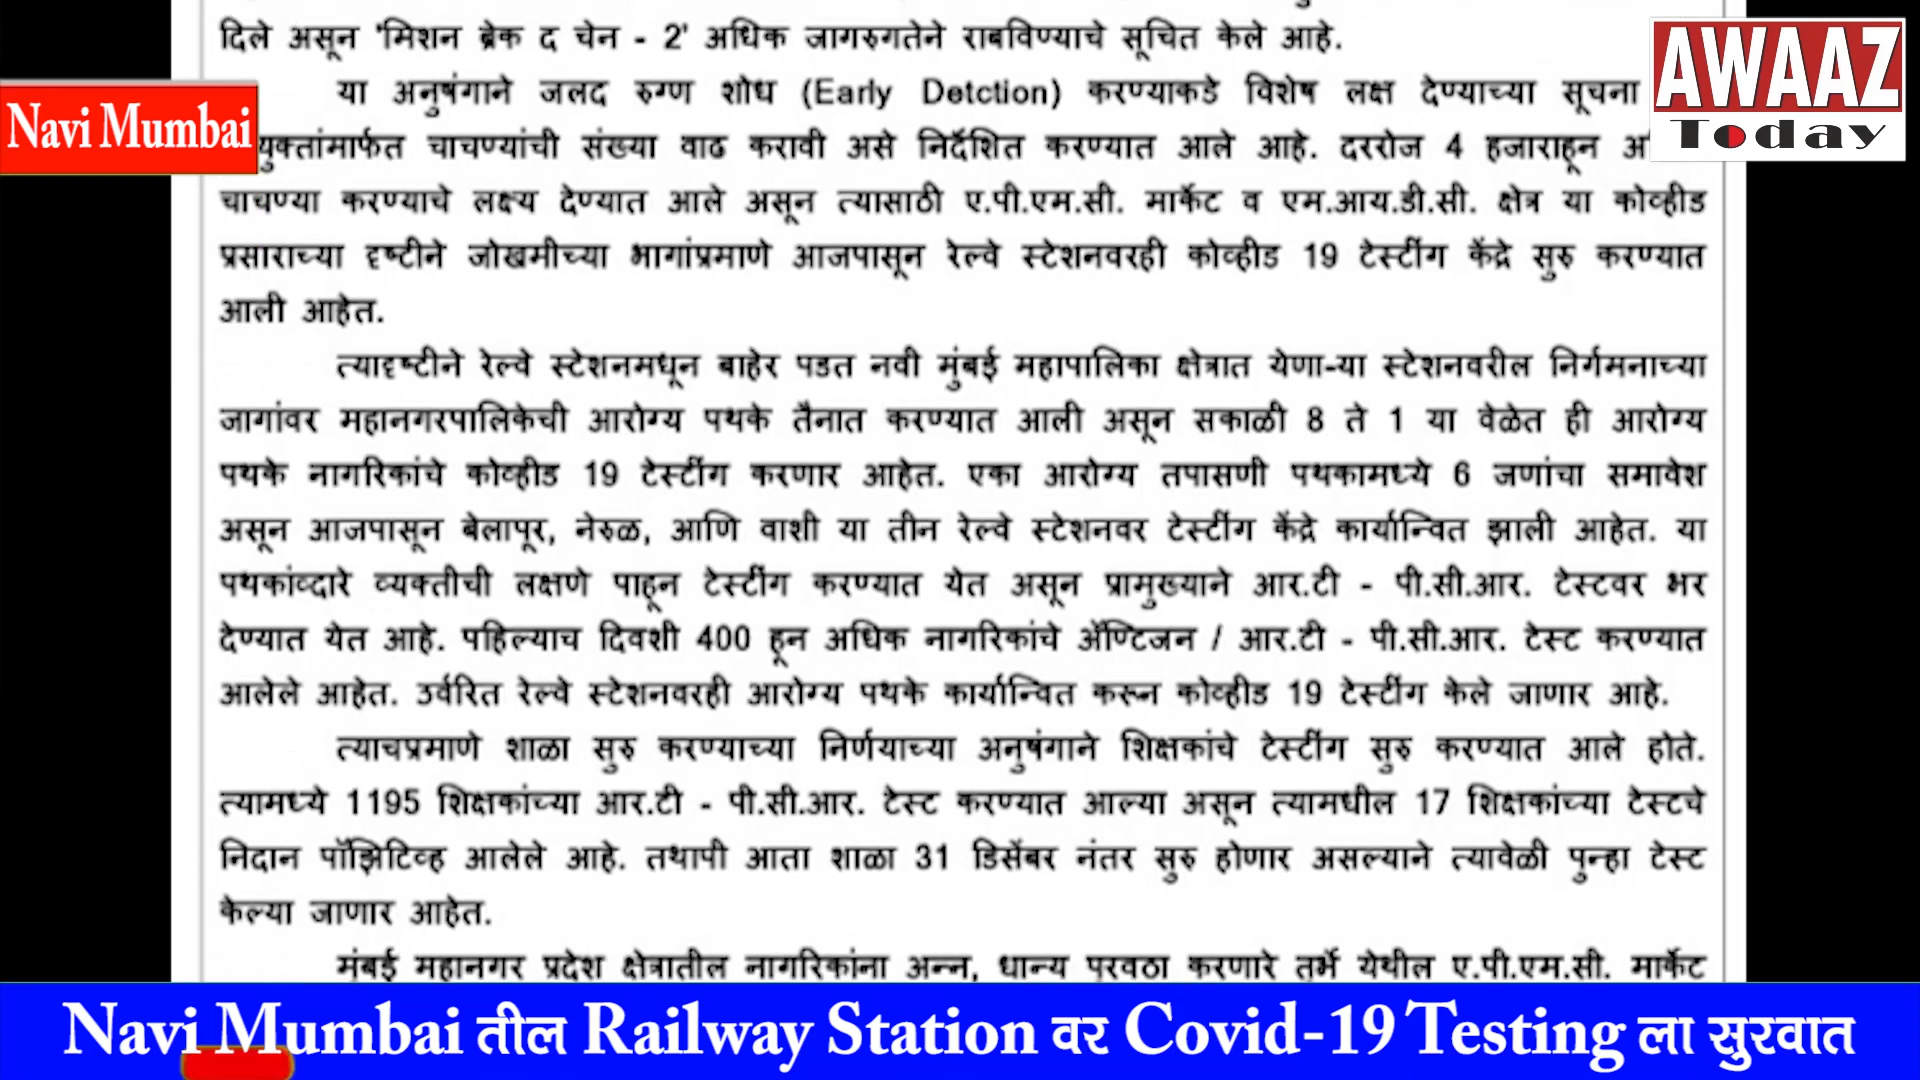 दिले असून 'मिशन ब्रेक द चेन - 2' अधिक जागरुगतेने राबविण्याचे सूचित केले आहे.
AWAAZ
Today
Navi Mumbai
या अनुषंगाने जलद रुग्ण शोध (Early Detction) करण्याकडे विशेष लक्ष देण्याच्या सूचना
युक्तांमार्फत चाचण्यांची संख्या वाढ करावी असे निर्देशित करण्यात आले आहे. दररोज 4 हजाराहून
चाचण्या करण्याचे लक्ष्य देण्यात आले असून त्यासाठी ए.पी.एम.सी. मार्केट व एम.आय.डी.सी. क्षेत्र या कोव्हीड
प्रसाराच्या दृष्टीने जोखमीच्या भागांप्रमाणे आजपासून रेल्वे स्टेशनवरही कोव्हीड 19 टेस्टींग केंद्रे सुरु करण्यात
आली आहेत.
त्यादृष्टीने रेल्वे स्टेशनमधून बाहेर पडत नवी मुंबई महापालिका क्षेत्रात येणा-या स्टेशनवरील निर्गमनाच्या
जागांवर महानगरपालिकेची आरोग्य पथके तैनात करण्यात आली असून सकाळी 8 ते 1 या वेळेत ही आरोग्य
पथके नागरिकांचे कोव्हीड 19 टेस्टींग करणार आहेत. एका आरोग्य तपासणी पथकामध्ये 6 जणांचा समावेश
असून आजपासून बेलापूर, नेरुळ, आणि वाशी या तीन रेल्वे स्टेशनवर टेस्टींग केंद्रे कार्यान्वित झाली आहेत. या
पथकांव्दारे व्यक्तीची लक्षणे पाहून टेस्टींग करण्यात येत असून प्रामुख्याने आर.टी - पी.सी.आर. टेस्टवर भर
देण्यात येत आहे. पहिल्याच दिवशी 400 हून अधिक नागरिकांचे ॲण्टिजन / आर.टी - पी.सी.आर. टेस्ट करण्यात
आलेले आहेत. उर्वरित रेल्वे स्टेशनवरही आरोग्य पथके कार्यान्वित करून कोव्हीड 19 टेस्टींग केले जाणार आहे.
त्याचप्रमाणे शाळा सुरु करण्याच्या निर्णयाच्या अनुषंगाने शिक्षकांचे टेस्टींग सुरु करण्यात आले होते.
त्यामध्ये 1195 शिक्षकांच्या आर.टी - पी.सी.आर. टेस्ट करण्यात आल्या असून त्यामधील 17 शिक्षकांच्या टेस्टचे
निदान पॉझिटिव्ह आलेले आहे. तथापी आता शाळा 31 डिसेंबर नंतर सुरु होणार असल्याने त्यावेळी पुन्हा टेस्ट
केल्या जाणार आहेत.
मुंबई महानगर प्रदेश क्षेत्रातील नागरिकांना अन्न, धान्य पुरवठा करणारे तुर्भे येथील ए.पी.एम.सी. मार्केट
Navi Mumbai तील Railway Station वर Covid-19 Testing ला सुरवात